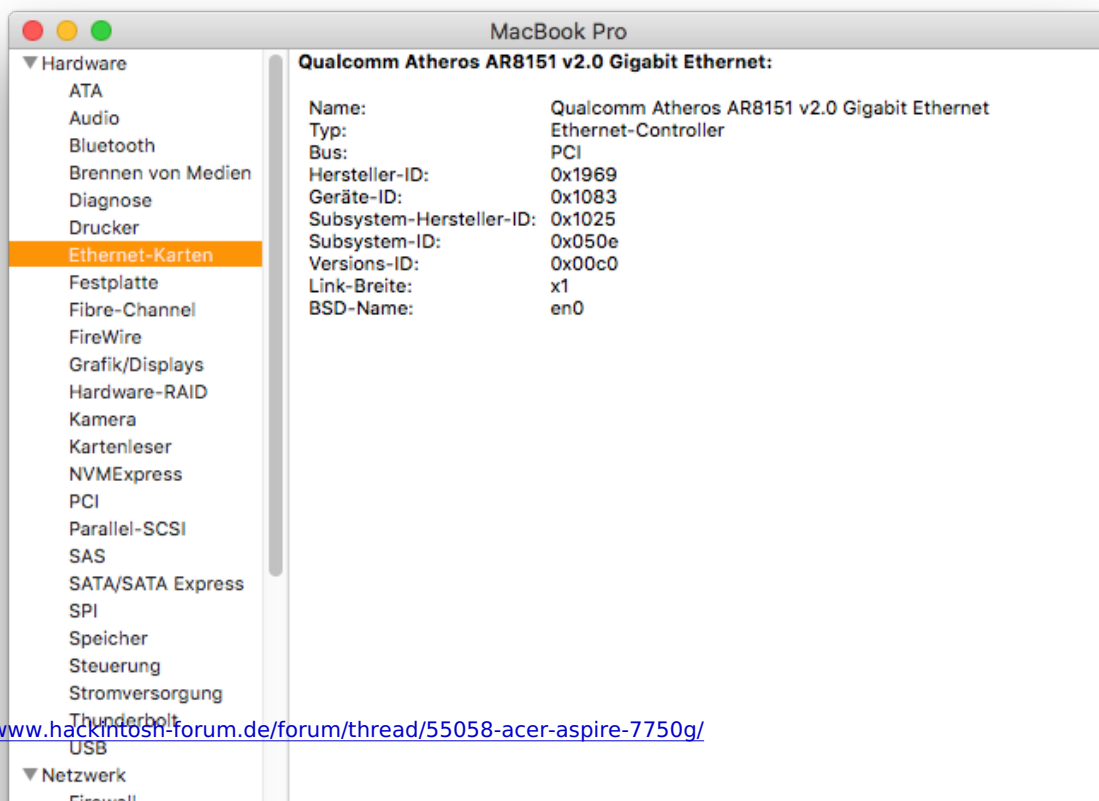 MacBook Pro
Hardware
ATA
Audio
Bluetooth
Brennen von Medien
Diagnose
Drucker
Ethernet-Karten
Festplatte
Fibre-Channel
FireWire
Grafik/Displays
Hardware-RAID
Kamera
Kartenleser
NVMExpress
PCI
Parallel-SCSI
SAS
SATA/SATA Express
SPI
Speicher
Steuerung
Stromversorgung
Thunderbolt
USB
Netzwerk
Firewall
Qualcomm Atheros AR8151 v2.0 Gigabit Ethernet:
Name: Qualcomm Atheros AR8151 v2.0 Gigabit Ethernet
Typ: Ethernet-Controller
Bus: PCI
Hersteller-ID: 0x1969
Geräte-ID: 0x1083
Subsystem-Hersteller-ID: 0x1025
Subsystem-ID: 0x050e
Versions-ID: 0x00c0
Link-Breite: x1
BSD-Name: en0
www.hackintosh-forum.de/forum/thread/55058-acer-aspire-7750g/